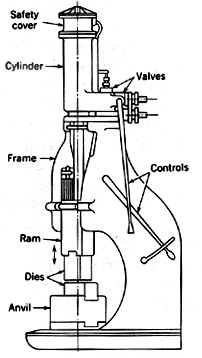 Safety
cover
Cylinder
Valves
Frame
Controls
Ram
Dies
Anvil